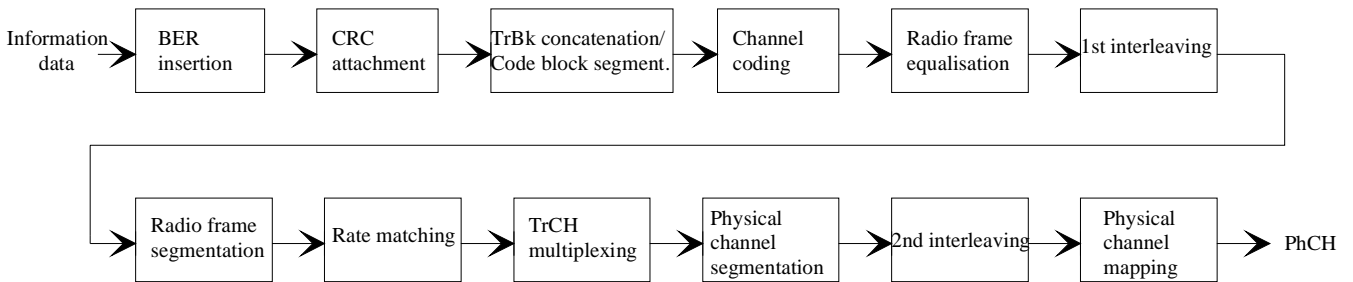 Information
data
BER
insertion
CRC
attachment
TrBk concatenation/
Code block segment.
Channel
coding
Radio frame
equalisation
1st interleaving
Radio frame
segmentation
Rate matching
TrCH
multiplexing
Physical
channel
segmentation
2nd interleaving
Physical
channel
mapping
PhCH